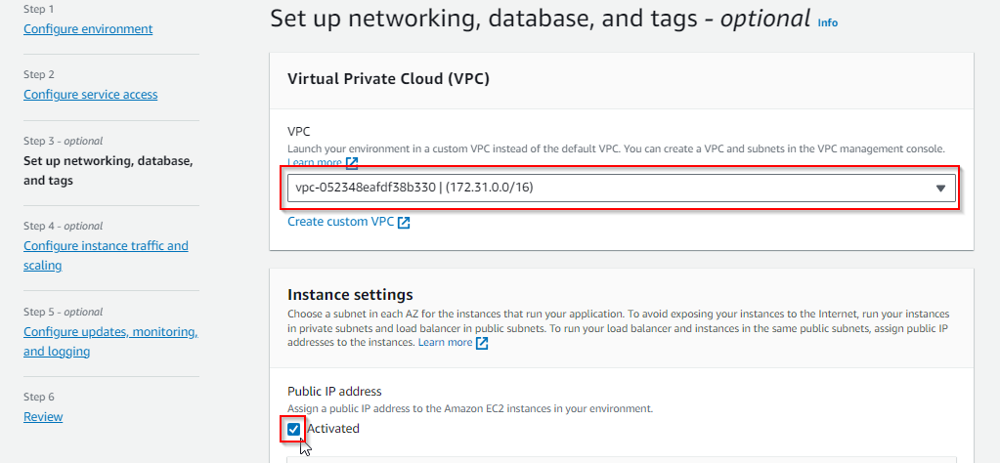 Step 1
Configure environment
Step 2
Configure service access
Step 3 - optional
Set up networking, database,
and tags
Step 4 - optional
Configure instance traffic and
scaling
Step 5 - optional
Configure updates, monitoring,
and logging
Step 6
Review
Set up networking, database, and tags - optional Info
Virtual Private Cloud (VPC)
VPC
Launch your environment in a custom VPC instead of the default VPC. You can create a VPC and subnets in the VPC management console.
Learn more
vpc-052348eafdf38b330 | (172.31.0.0/16)
Create custom VPC
Instance settings
Choose a subnet in each AZ for the instances that run your application. To avoid exposing your instances to the Internet, run your instances
in private subnets and load balancer in public subnets. To run your load balancer and instances in the same public subnets, assign public IP
addresses to the instances. Learn more
Public IP address
Assign a public IP address to the Amazon EC2 instances in your environment.
Activated